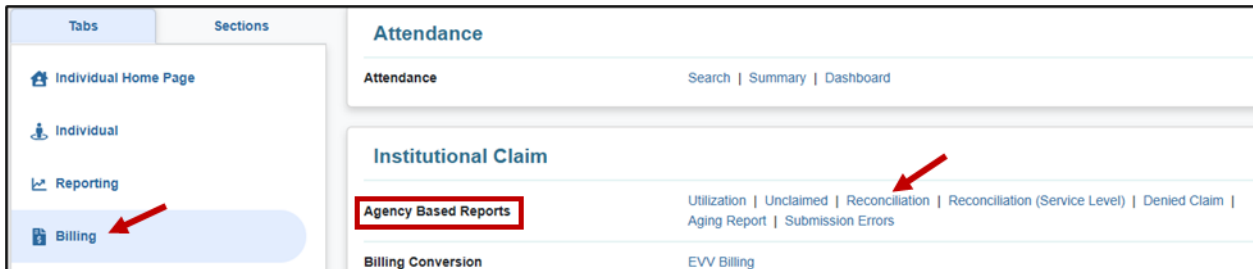 Tabs
Sections
Individual Home Page
Individual
Reporting
Billing
Attendance
Attendance
Search | Summary | Dashboard
Institutional Claim
Agency Based Reports
Utilization | Unclaimed | Reconciliation | Reconciliation (Service Level) | Denied Claim |
Aging Report | Submission Errors
Billing Conversion
EVV Billing